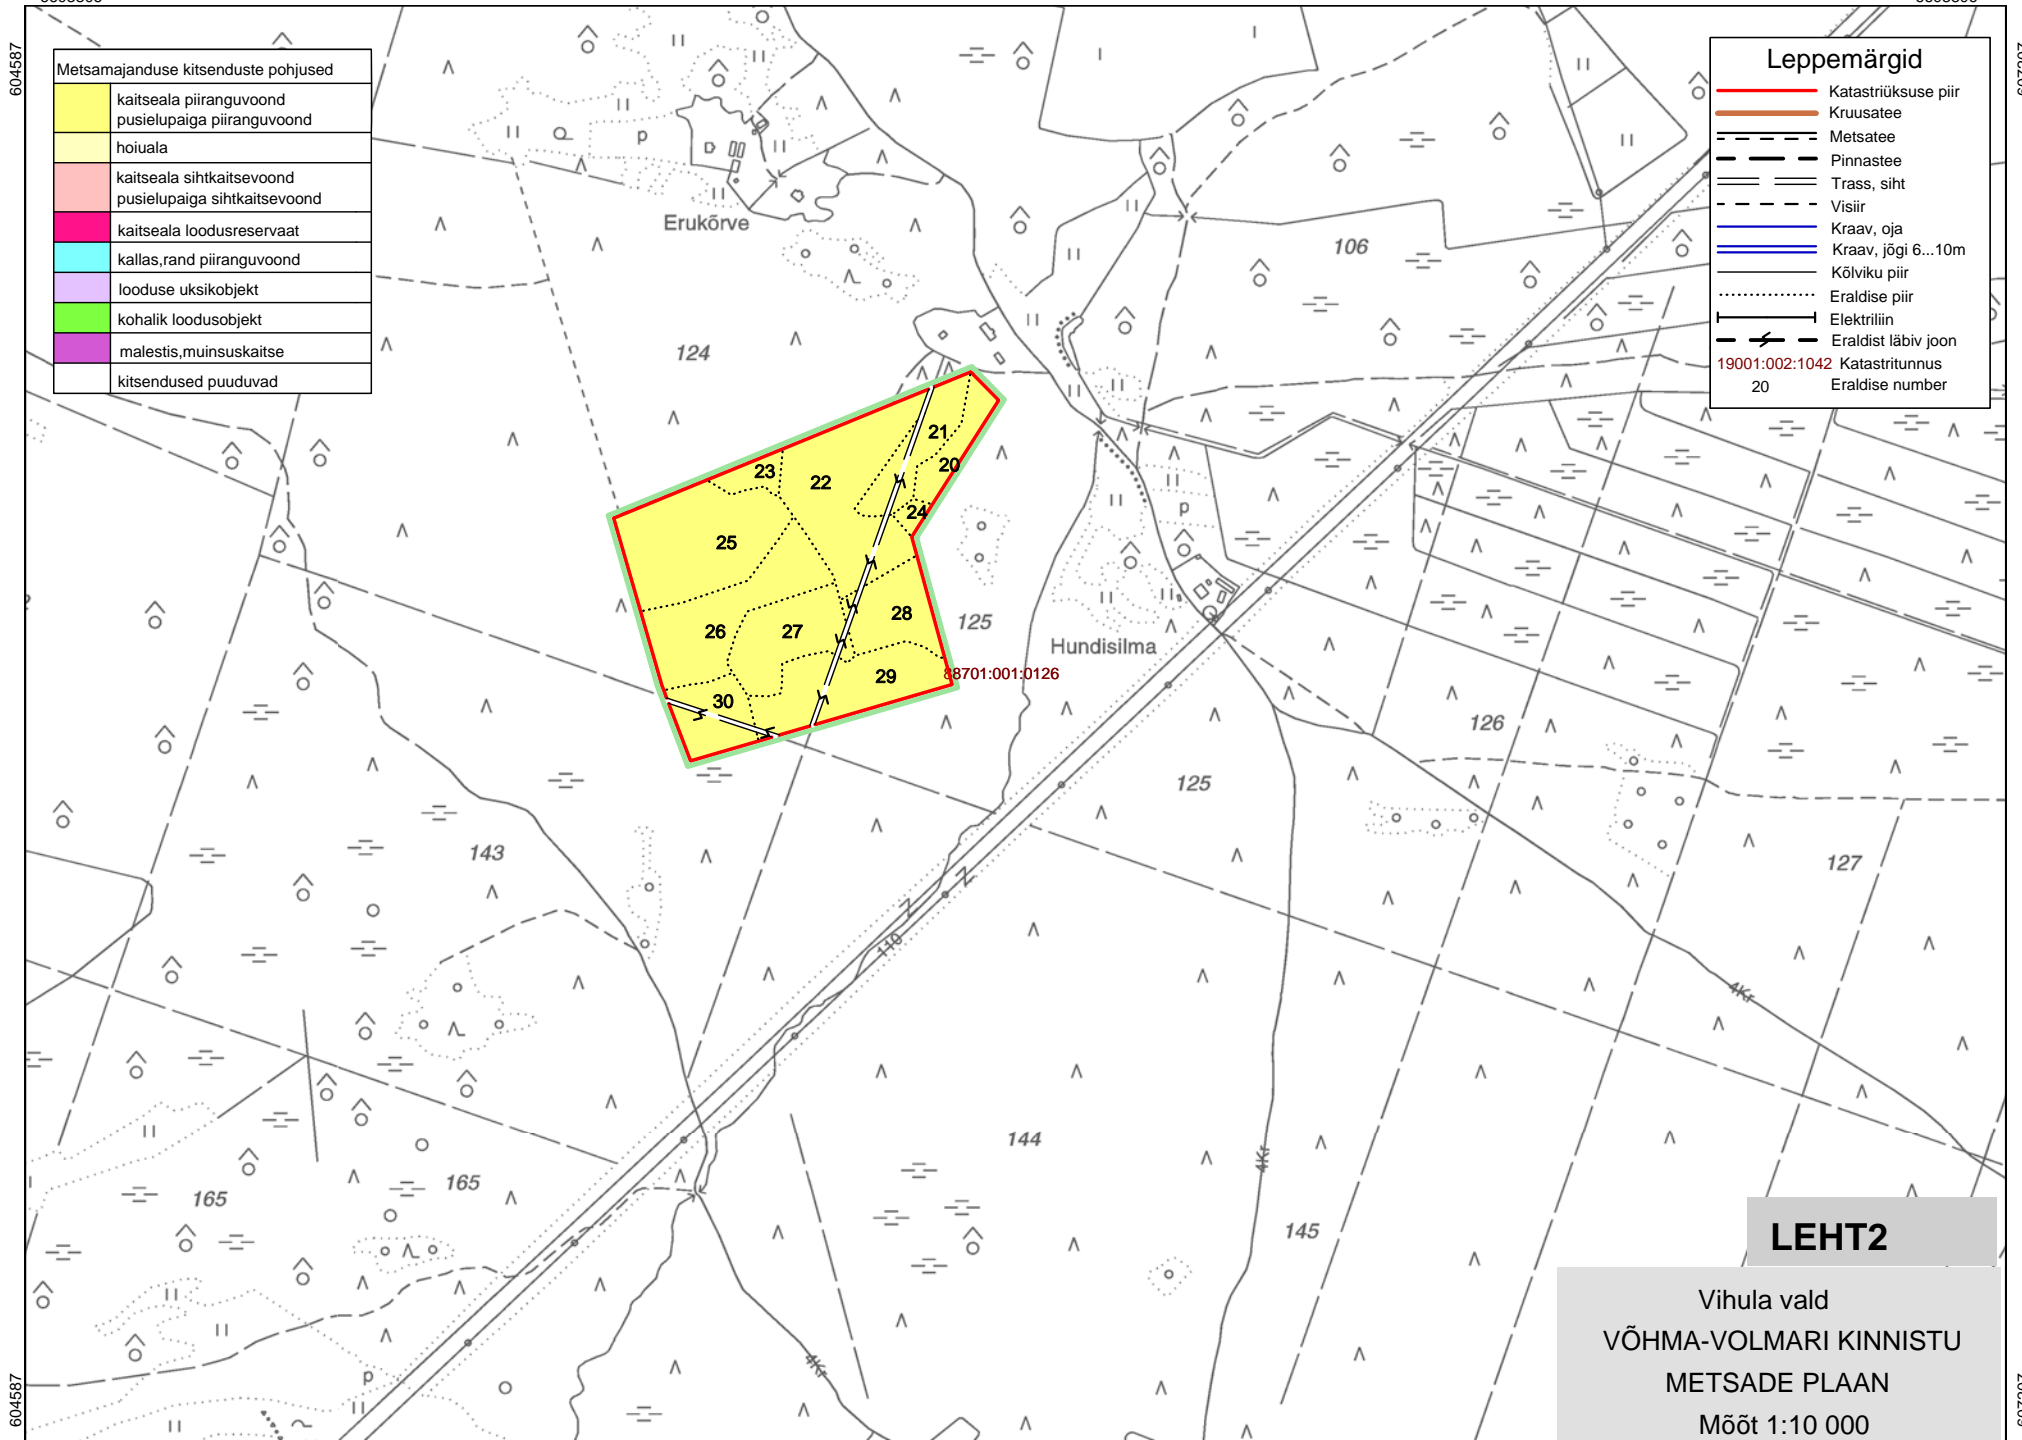 604587
Metsamajanduse kitsenduste pohjused
kaitseala piiranguvoond
pusielupaiga piiranguvoond
hoiuala
kaitseala sihtkaitsevoond
pusielupaiga sihtkaitsevoond
kaitseala loodusreservaat
kallas,rand piiranguvoond
looduse uksikobjekt
kohalik loodusobjekt
malestis,muinsuskaitse
kitsendused puuduvad
Leppemärgid
Katastriüksuse piir
Kruusatee
Metsatee
Pinnastee
Trass, siht
Visiir
Kraav, oja
Kraav, jõgi 6...10m
Kõlviku piir
Eraldise piir
Elektriliin
Eraldist läbiv joon
19001:002:1042 Katastritunnus
20 Eraldise number
p
Erukõrve
106
124
21
23
20
22
24
p
25
28
125
26
27
Hundisilma
29
88701:001:0126
30
126
125
143
127
110
4Kr
144
4Kr
165
165
145
4Kr
p
604587
LEHT2
Vihula vald
VÕHMA-VOLMARI KINNISTU
METSADE PLAAN
Mõõt 1:10 000